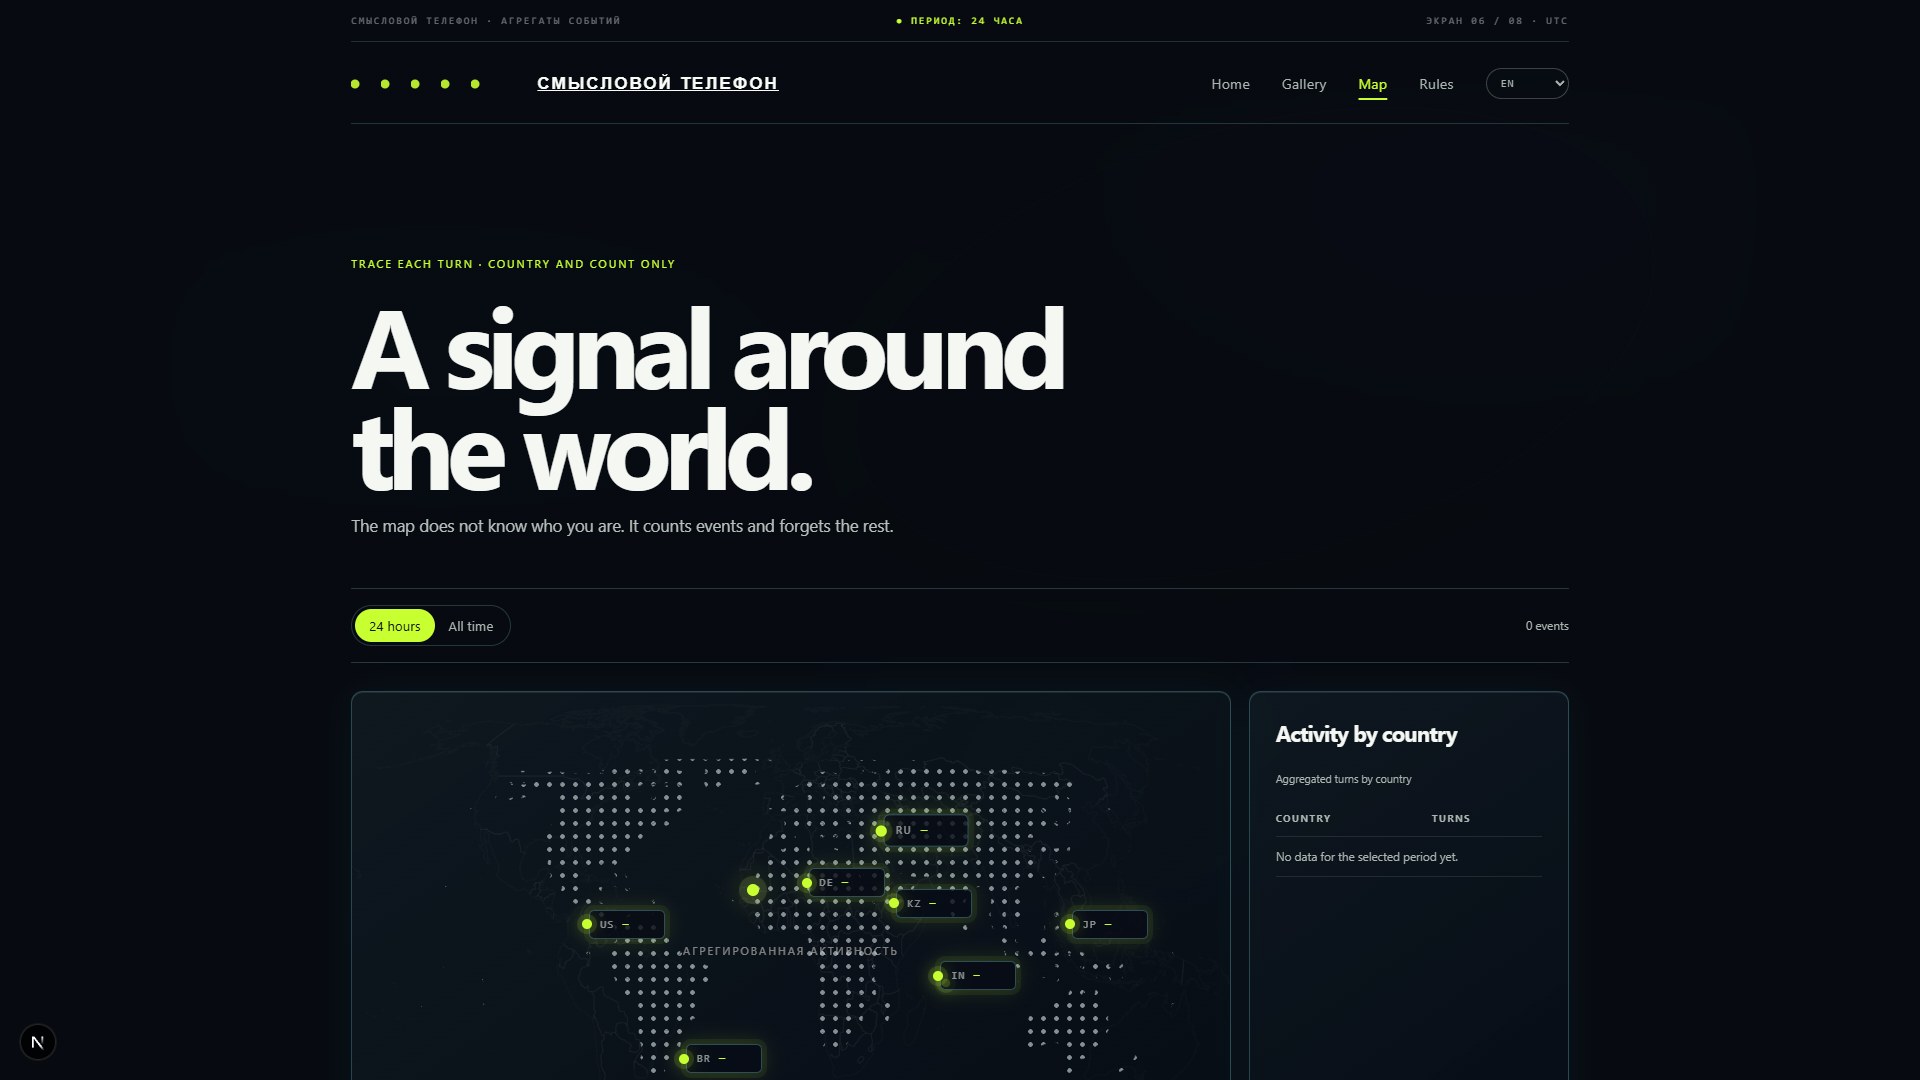 СМЫСЛОВОЙ ТЕЛЕФОН · АГРЕГАТЫ СОБЫТИЙ
● ПЕРИОД: 24 ЧАСА
ЭКРАН 06 / 08 · UTC
СМЫСЛОВОЙ ТЕЛЕФОН
Home
Gallery
Map
Rules
EN
TRACE EACH TURN · COUNTRY AND COUNT ONLY
A signal around
the world.
The map does not know who you are. It counts events and forgets the rest.
24 hours
All time
0 events
RU —
DE —
KZ —
US —
JP —
АГРЕГИРОВАННАЯ АКТИВНОСТЬ
IN —
BR —
Activity by country
Aggregated turns by country
COUNTRY TURNS
No data for the selected period yet.
N